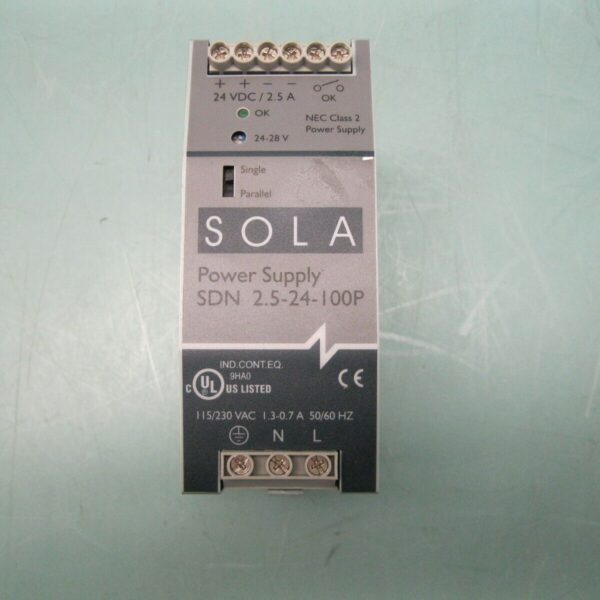 + + − −
24 VDC / 2.5 A
OK
OK
24-28 V
NEC Class 2
Power Supply
Single
Parallel
SOLA
Power Supply
SDN 2.5-24-100P
IND.CONT.EQ.
9HA0
C UL US LISTED
CE
115/230 VAC 1.3-0.7 A 50/60 HZ
N L